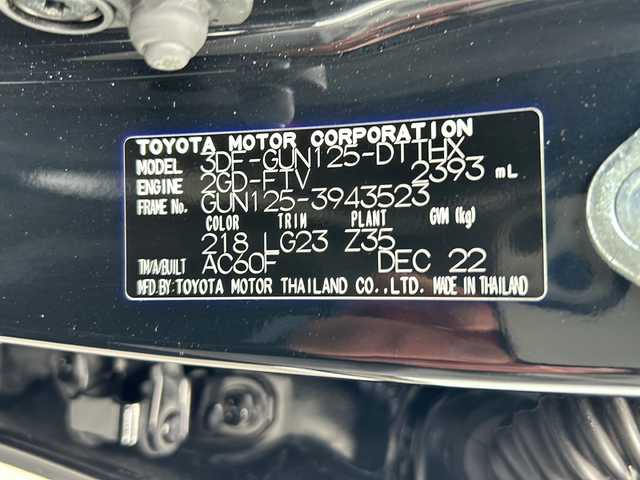 TOYOTA MOTOR CORPORATION
MODEL 3DF-GUN125-DTTHX
ENGINE 2GD-FTV 2393 mL
FRAME No. GUN125-3943523
COLOR TRIM PLANT GVM (kg)
218 LG23 Z35
TM/A/BUILT AC60F DEC 22
MFD.BY:TOYOTA MOTOR THAILAND CO.,LTD. MADE IN THAILAND